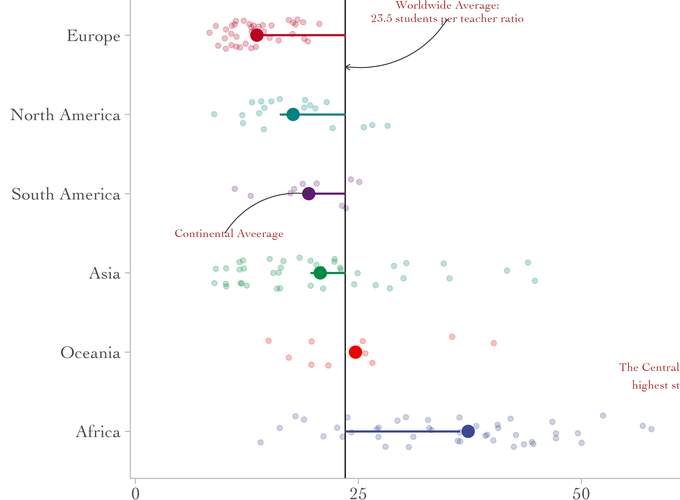 Worldwide Average:
23.5 students per teacher ratio
Europe
North America
South America
Continental Aveerage
Asia
Oceania
The Central
highest st
Africa
0
25
50